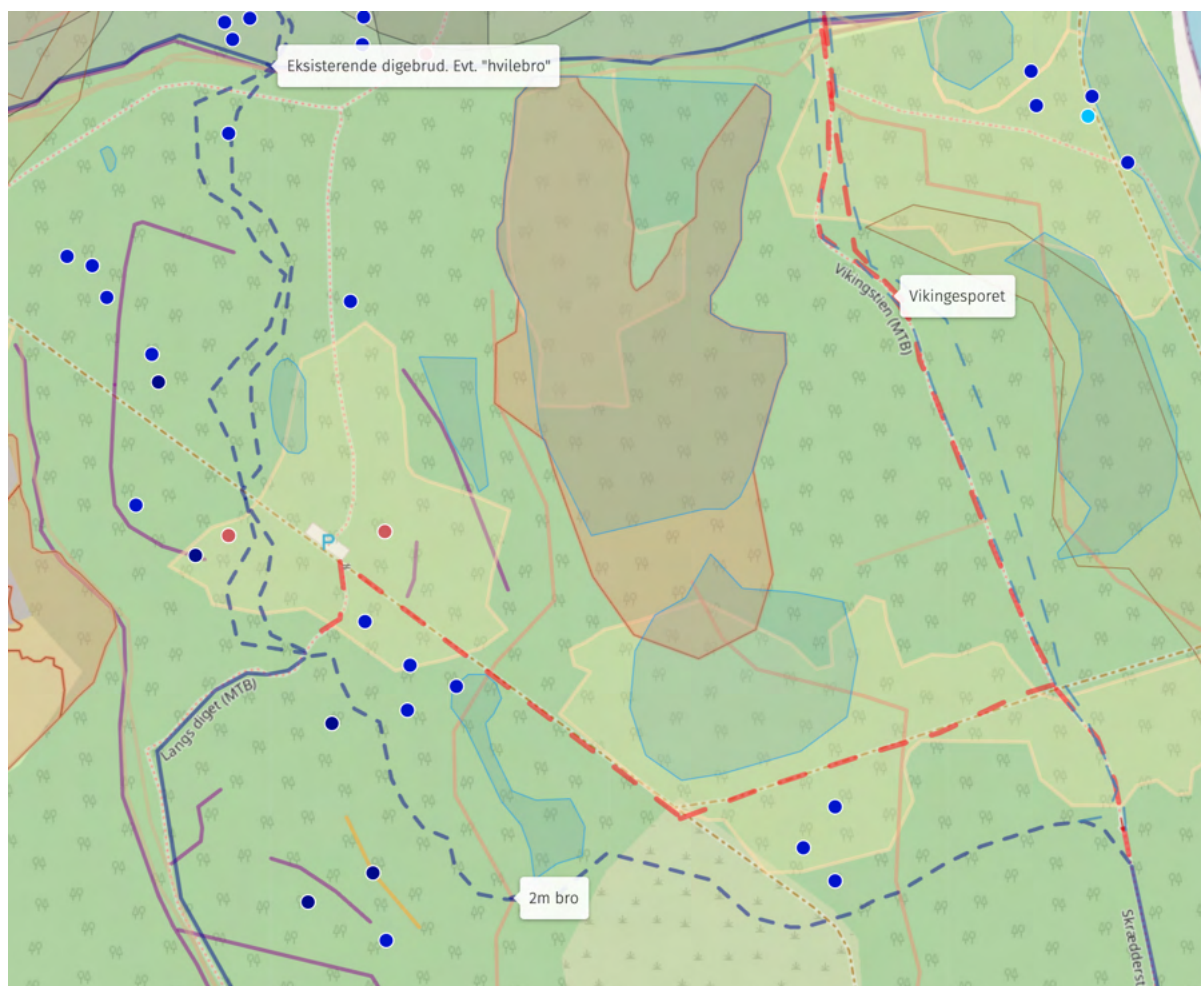 Eksisterende digebrud. Evt. "hvilebro"
Vikingesporet
Vikingstien (MTB)
P
Langs diget (MTB)
2m bro
Skrædderst